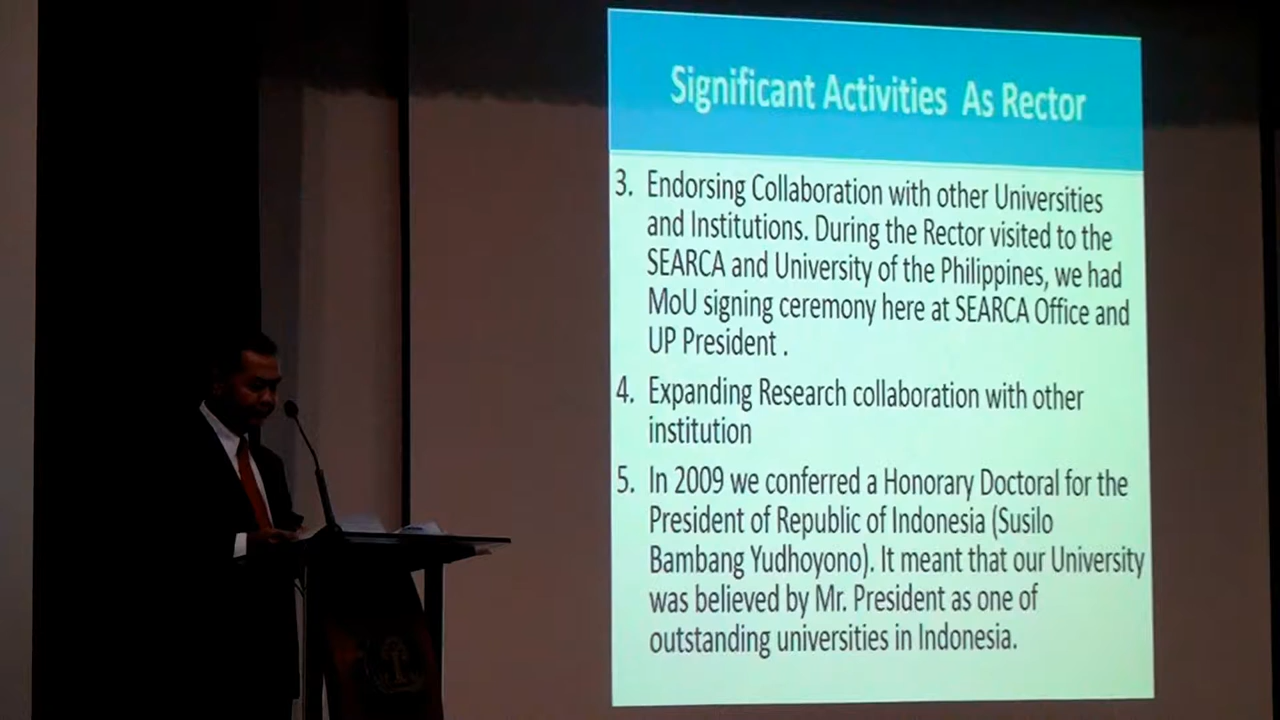 Significant Activities As Rector
3. Endorsing Collaboration with other Universities
and Institutions. During the Rector visited to the
SEARCA and University of the Philippines, we had
MoU signing ceremony here at SEARCA Office and
UP President .
4. Expanding Research collaboration with other
institution
5. In 2009 we conferred a Honorary Doctoral for the
President of Republic of Indonesia (Susilo
Bambang Yudhoyono). It meant that our University
was believed by Mr. President as one of
outstanding universities in Indonesia.